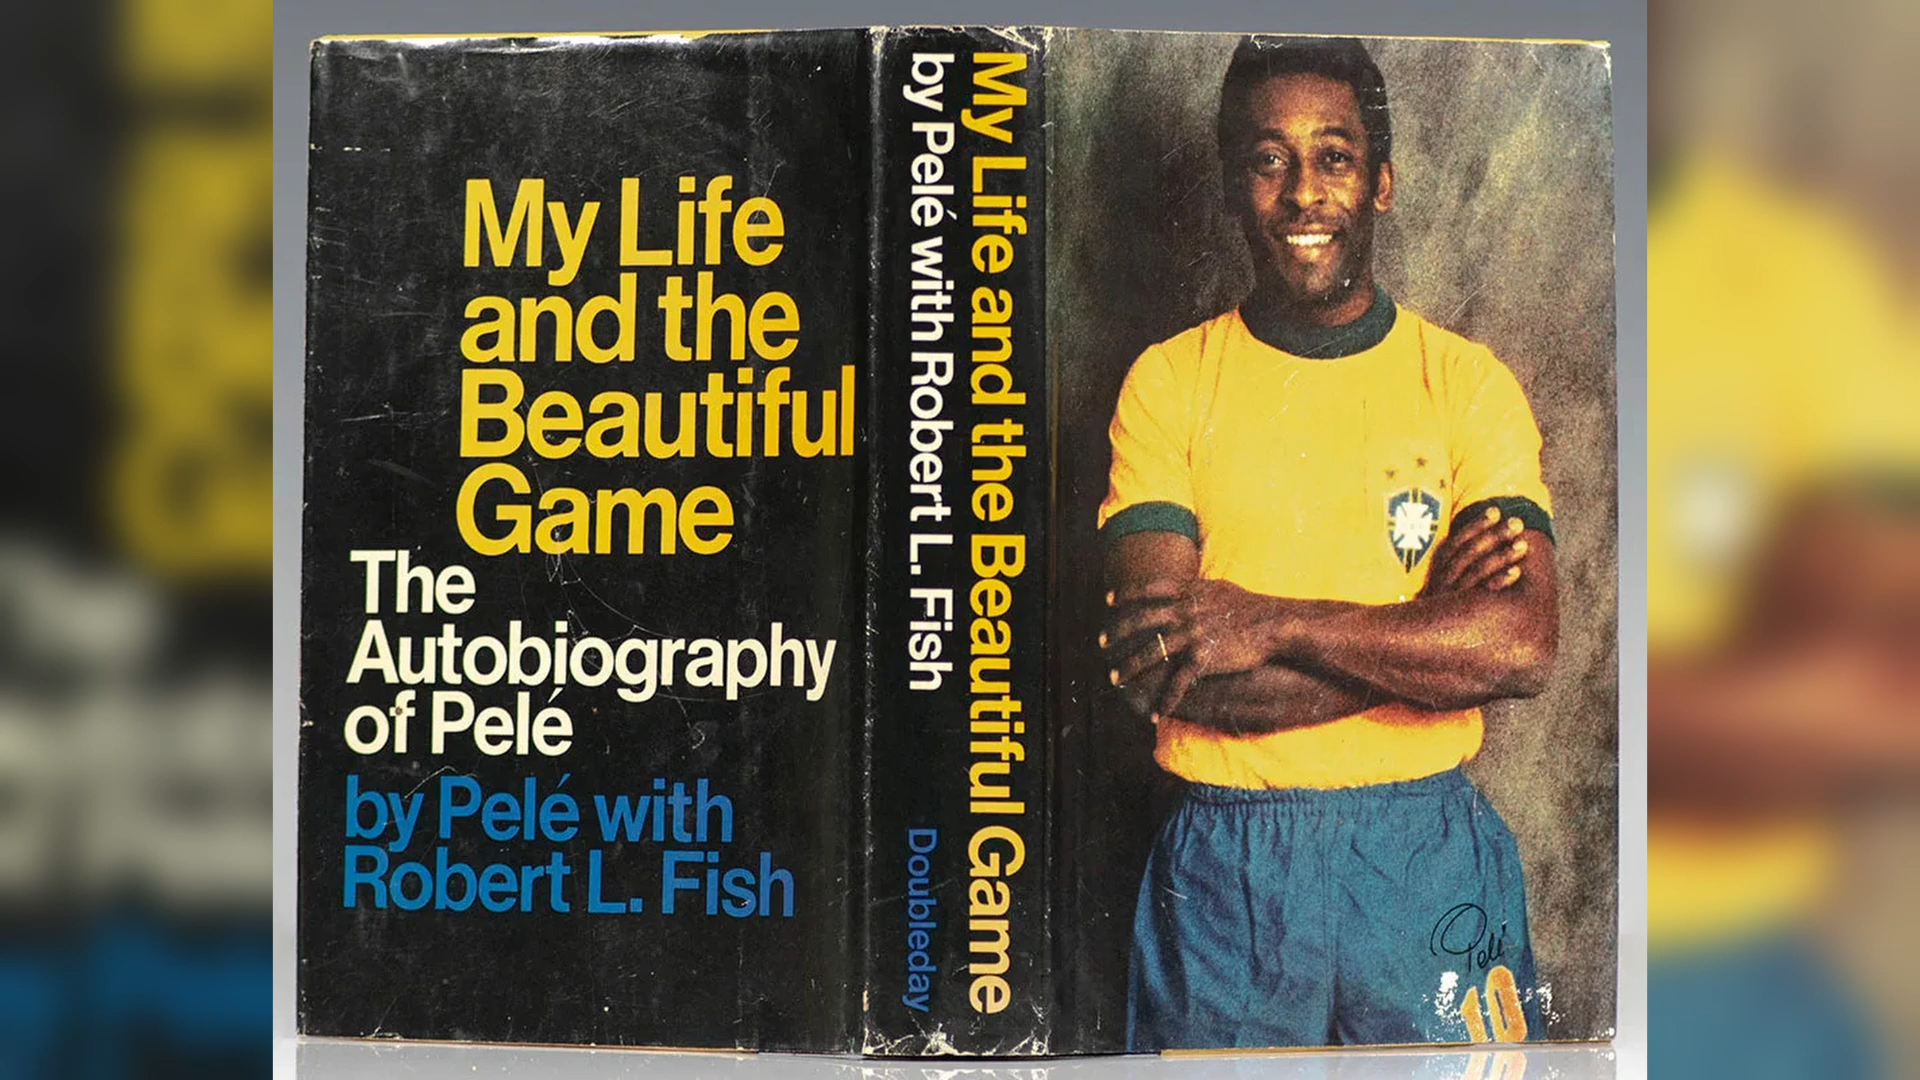 My Life
and the
Beautiful
Game
The
Autobiography
of Pelé
by Pelé with
Robert L. Fish
My Life and the Beautiful Game
by Pelé with Robert L. Fish
Doubleday
Pelé
10